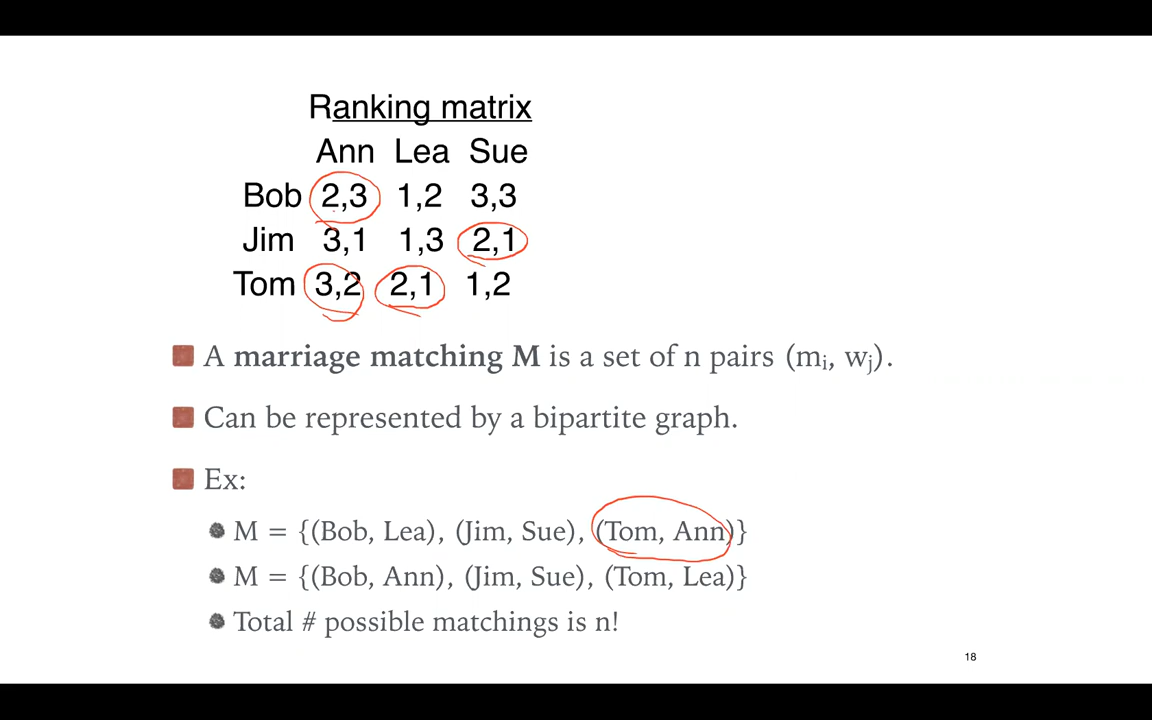 Ranking matrix
Ann Lea Sue
Bob 2,3 1,2 3,3
Jim 3,1 1,3 2,1
Tom 3,2 2,1 1,2
A marriage matching M is a set of n pairs (mi, wj).
Can be represented by a bipartite graph.
Ex:
M = {(Bob, Lea), (Jim, Sue), (Tom, Ann)}
M = {(Bob, Ann), (Jim, Sue), (Tom, Lea)}
Total # possible matchings is n!
18